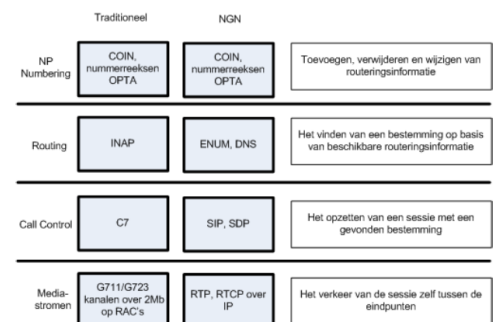 Traditioneel
NGN
NP
Numbering
COIN,
nummerreeksen
OPTA
COIN,
nummerreeksen
OPTA
Toevoegen, verwijderen en wijzigen van
routeringsinformatie
Routing
INAP
ENUM, DNS
Het vinden van een bestemming op basis
van beschikbare routeringsinformatie
Call Control
C7
SIP, SDP
Het opzetten van een sessie met een
gevonden bestemming
Media-
stromen
G711/G723
kanalen over 2Mb
op RAC's
RTP, RTCP over
IP
Het verkeer van de sessie zelf tussen de
eindpunten